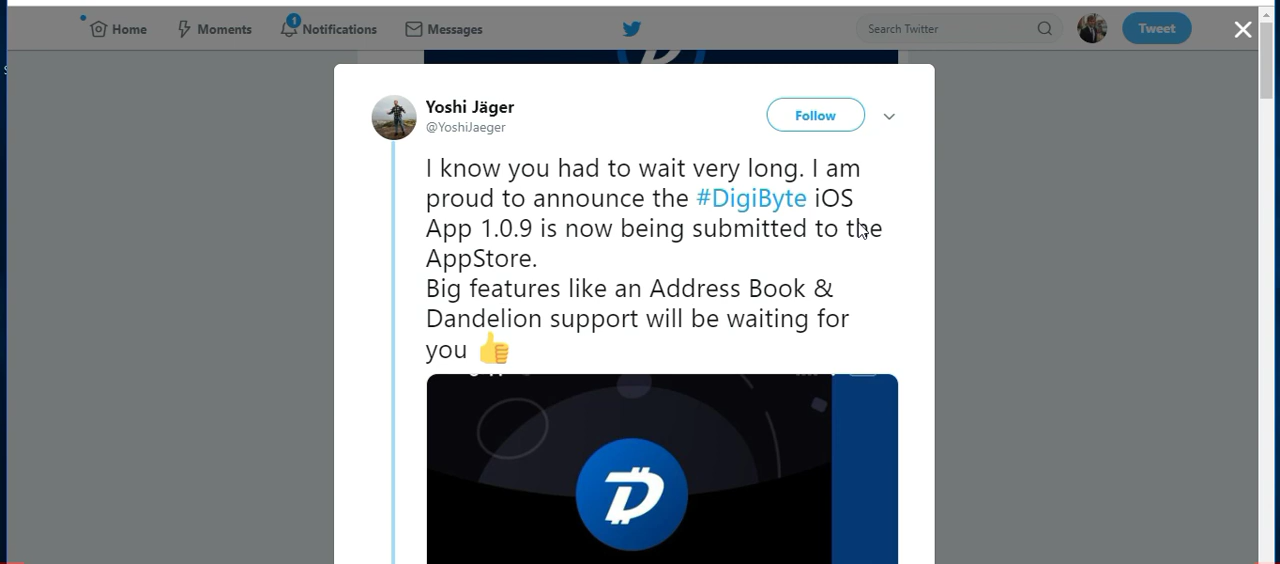 Home Moments 1 Notifications Messages Search Twitter Tweet
Yoshi Jäger
@YoshiJaeger
Follow
I know you had to wait very long. I am
proud to announce the #DigiByte iOS
App 1.0.9 is now being submitted to the
AppStore.
Big features like an Address Book &
Dandelion support will be waiting for
you 👍